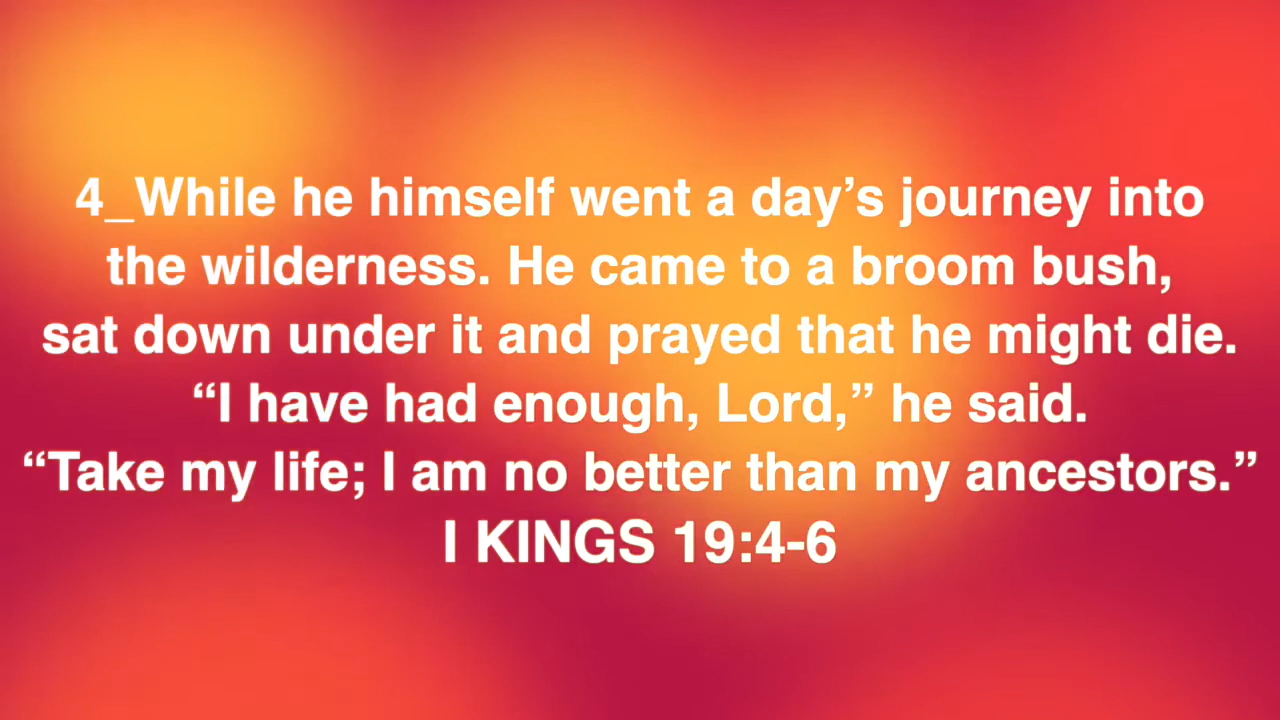 4_While he himself went a day’s journey into
the wilderness. He came to a broom bush,
sat down under it and prayed that he might die.
“I have had enough, Lord,” he said.
“Take my life; I am no better than my ancestors.”
I KINGS 19:4-6